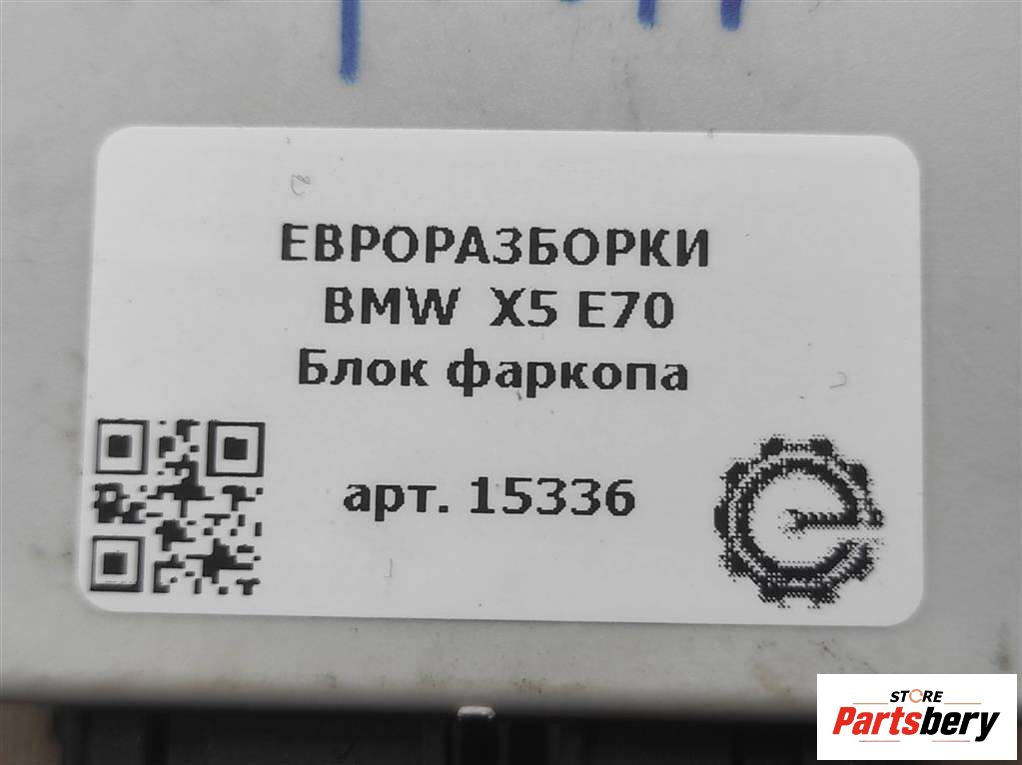 ЕВРОРАЗБОРКИ
BMW X5 E70
Блок фаркопа
арт. 15336
STORE
Partsbery